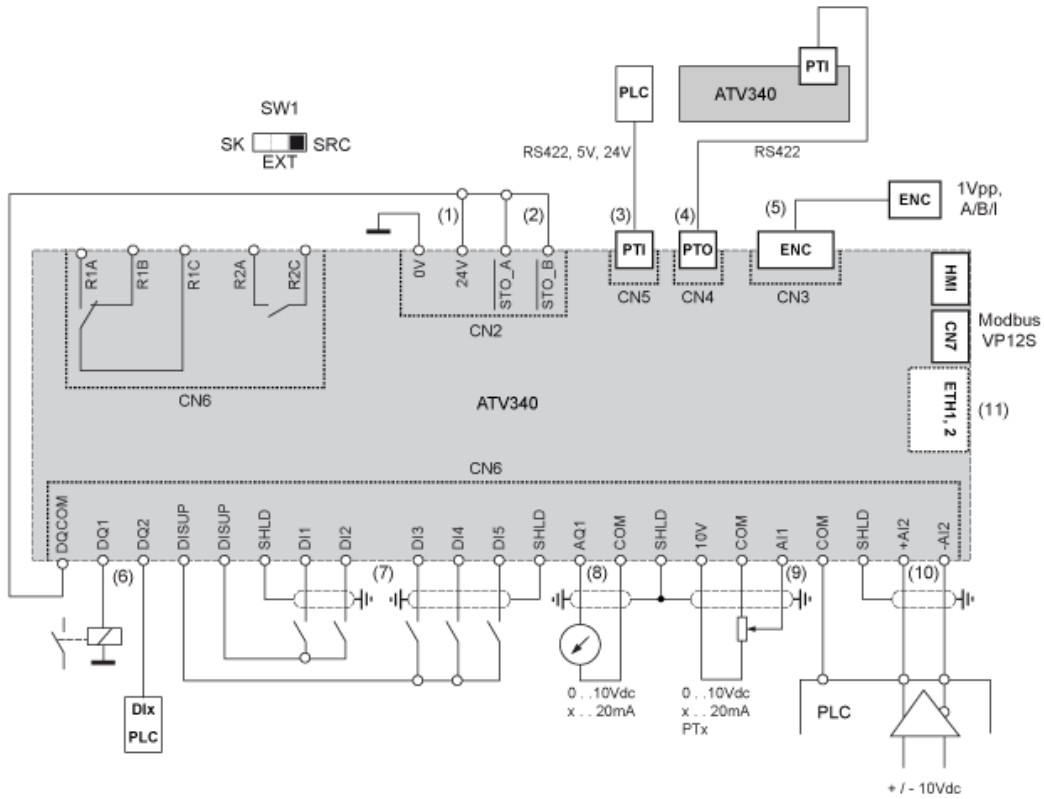 PTI
PLC
ATV340
SW1
SK SRC
EXT
RS422, 5V, 24V
RS422
ENC
1Vpp,
A/B/I
(1) (2) (3) (4) (5)
R1A R1B R1C R2A R2C
0V 24V STO_A STO_B
PTI PTO ENC
HMI
CN5 CN4 CN3
CN2
CN7
Modbus
VP12S
CN6
ATV340
ETH1, 2
(11)
CN6
DQCOM DQ1 DQ2 DISUP DISUP SHLD DI1 DI2 DI3 DI4 DI5 SHLD AQ1 COM SHLD 10V COM AI1 COM SHLD +AI2 -AI2
(6) (7) (8) (9) (10)
0 . . 10Vdc
x . . 20mA
0 . . 10Vdc
x . . 20mA
PTx
DIx
PLC
PLC
+ / - 10Vdc